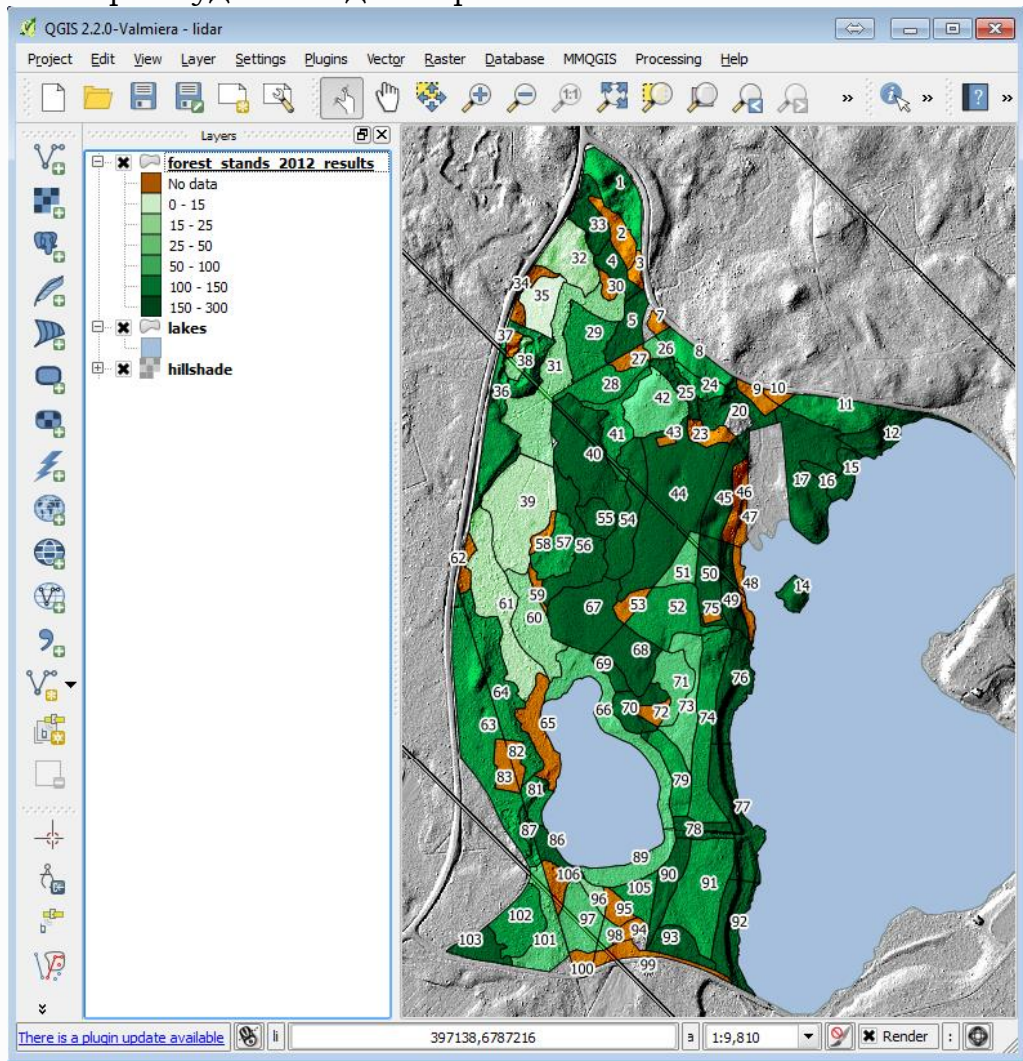 QGIS 2.2.0-Valmiera - lidar
Project Edit View Layer Settings Plugins Vector Raster Database MMQGIS Processing Help
Layers
forest_stands_2012_results
No data
0 - 15
15 - 25
25 - 50
50 - 100
100 - 150
150 - 300
lakes
hillshade
1
33 2
32 4 3
34 35 30
5 7
37 29 26 8
38 31 27
36 28 42 25 24 9 10
20 11
41 43 23 12
40 15
44 17 16
39 45 46
55 54 47
58 57 56
62 51 50 48 14
59 53 52 75 49
61 60 67
68
69 71 76
64 66 70 72 73 74
63 65
82
83 79
81 77
87 86 78
89
106 90 91
105
102 96 95 92
97 94
103 101 98 93
100 99
There is a plugin update available li 397138,6787216 a 1:9,810 Render :